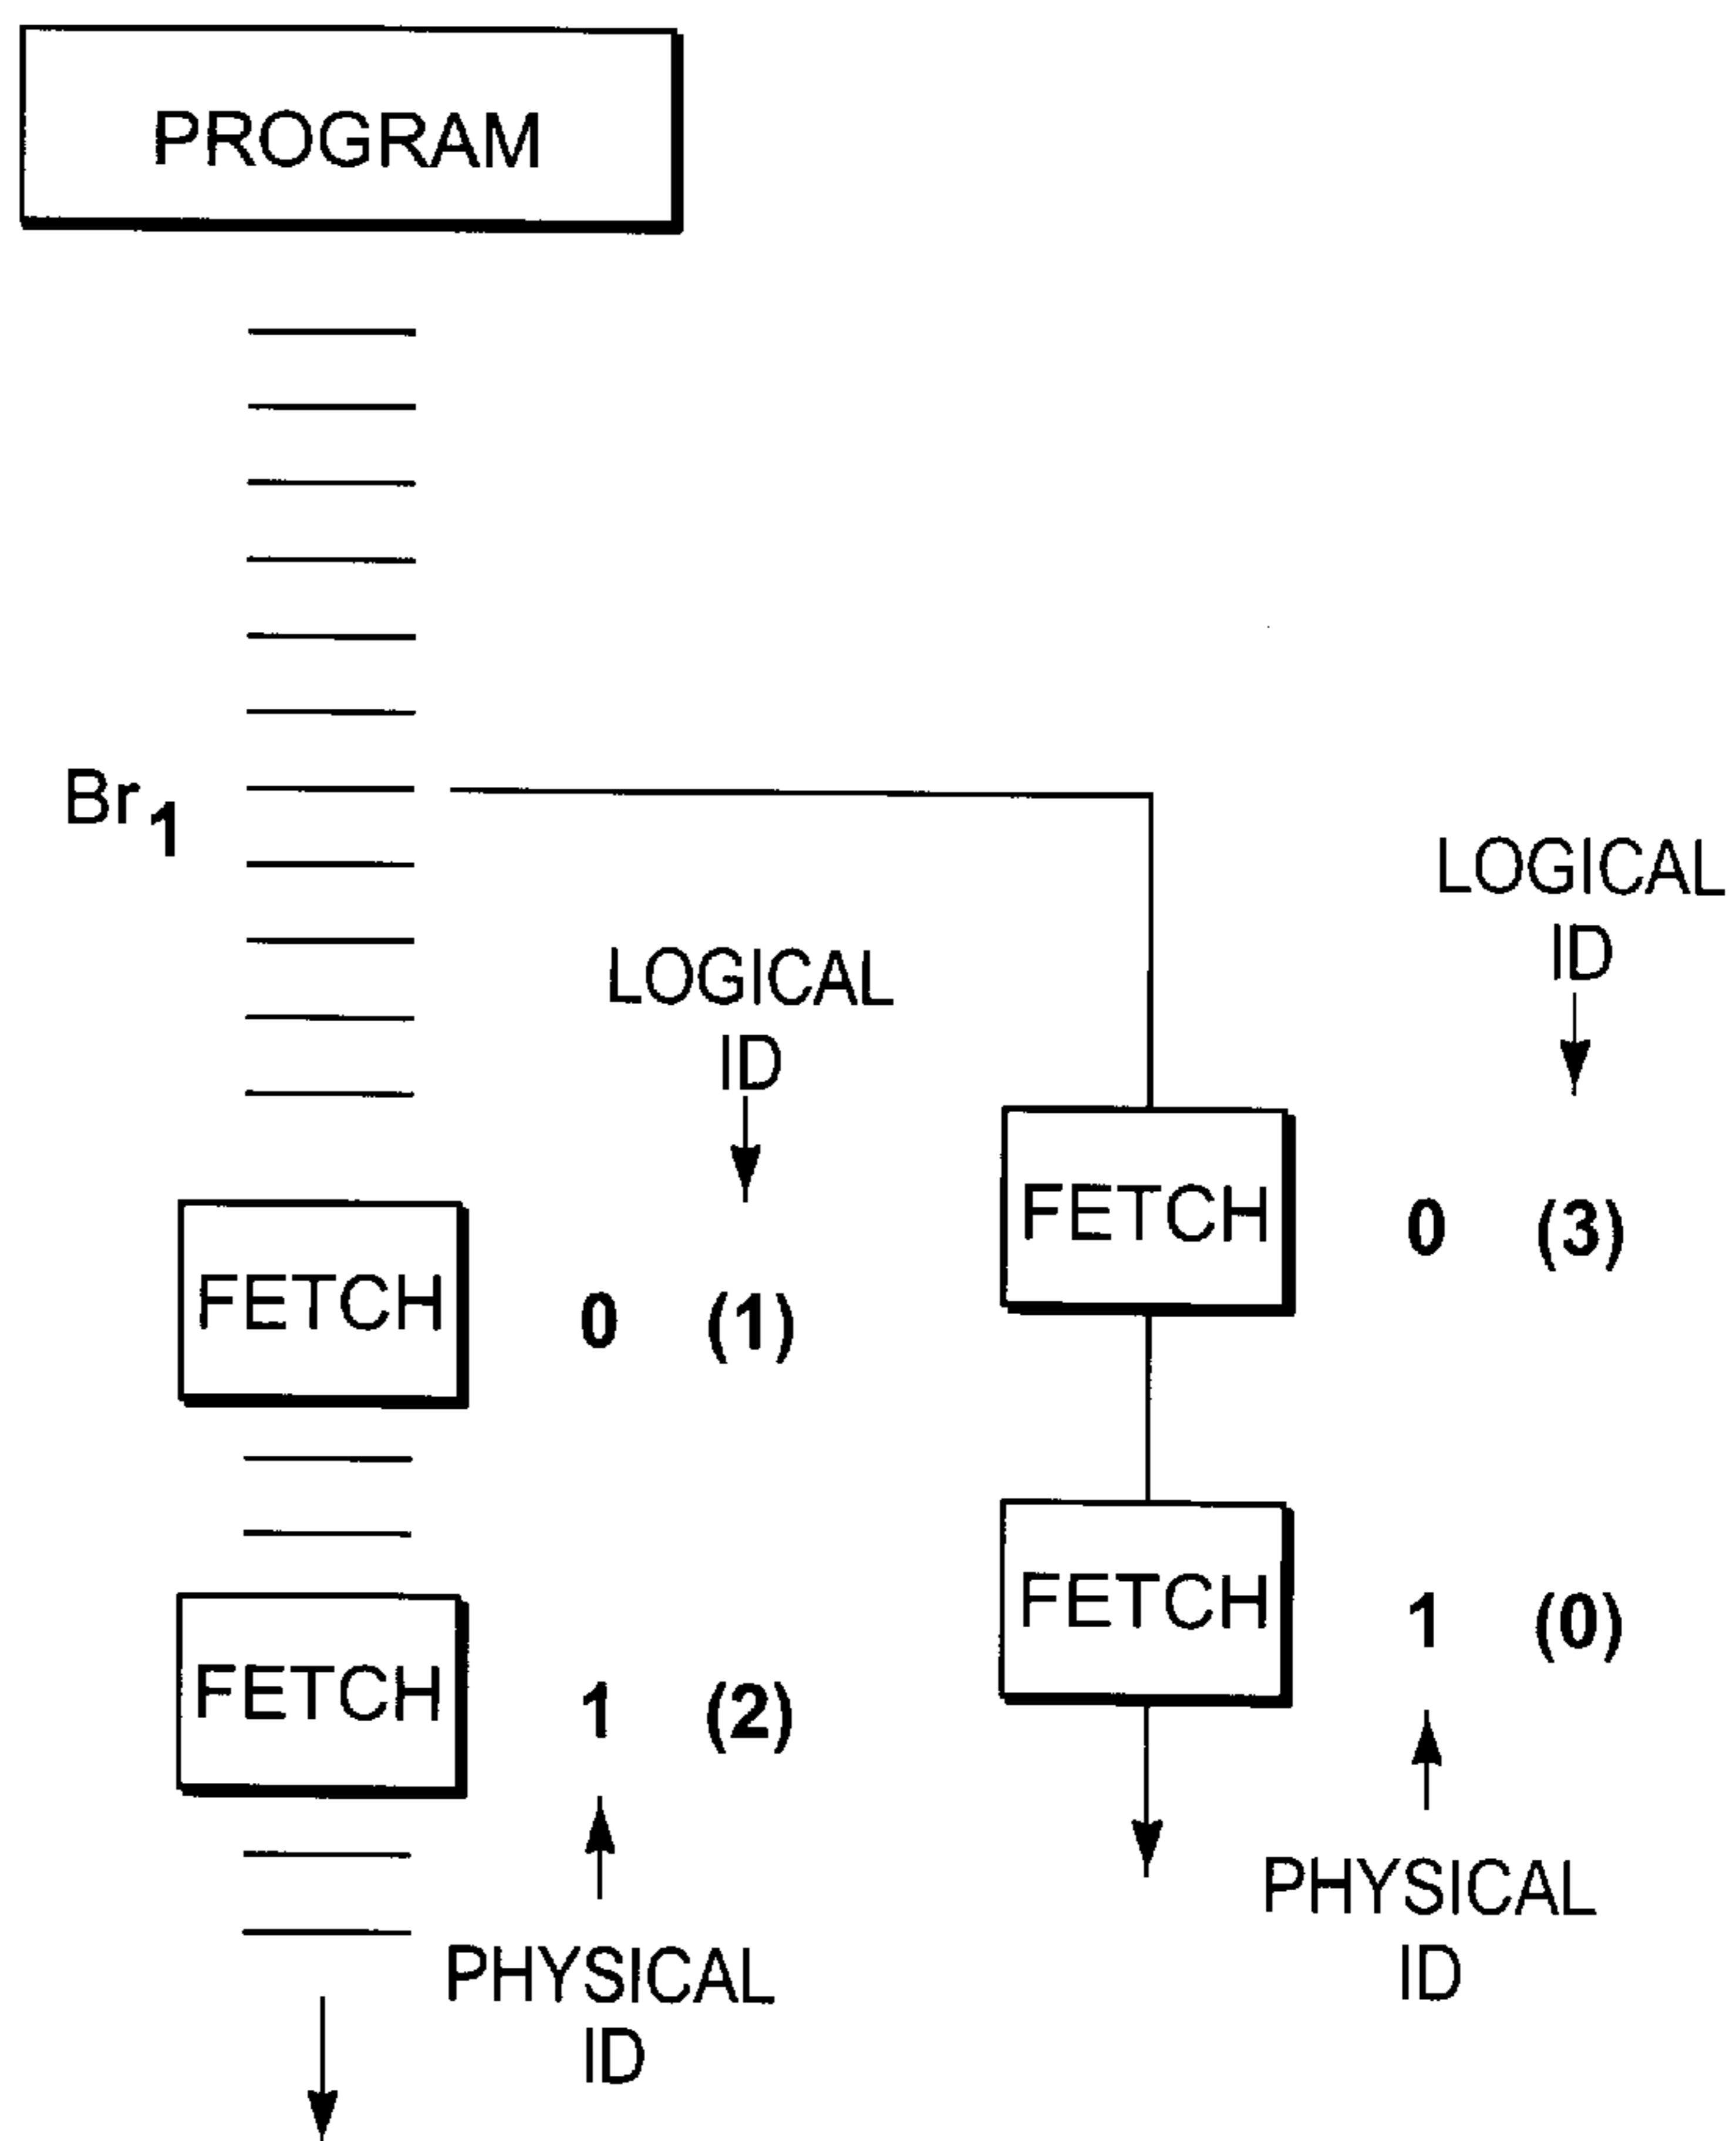 PROGRAM
Br1
LOGICAL
ID
LOGICAL
ID
FETCH 0 (3)
FETCH 0 (1)
FETCH 1 (0)
FETCH 1 (2)
PHYSICAL
ID
PHYSICAL
ID